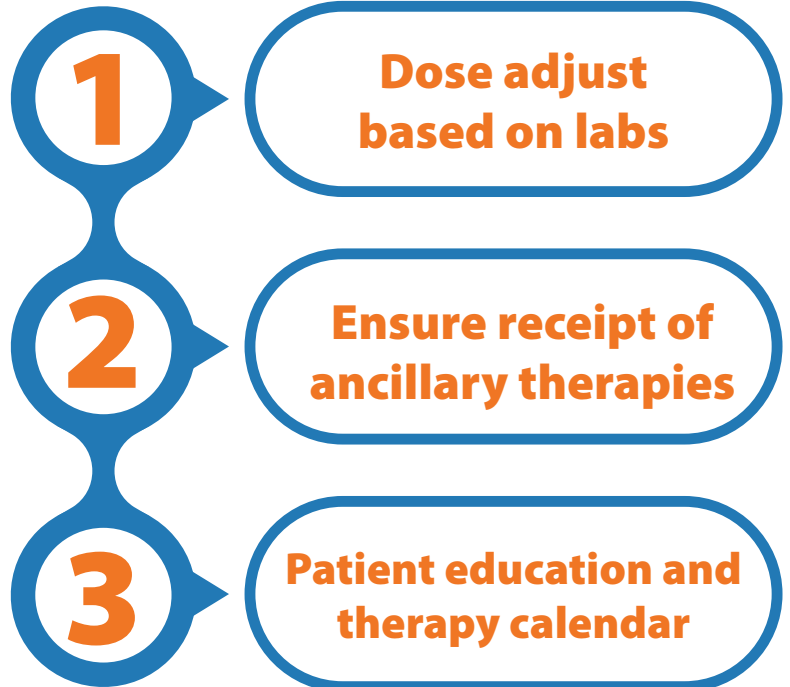 1
Dose adjust
based on labs
2
Ensure receipt of
ancillary therapies
3
Patient education and
therapy calendar